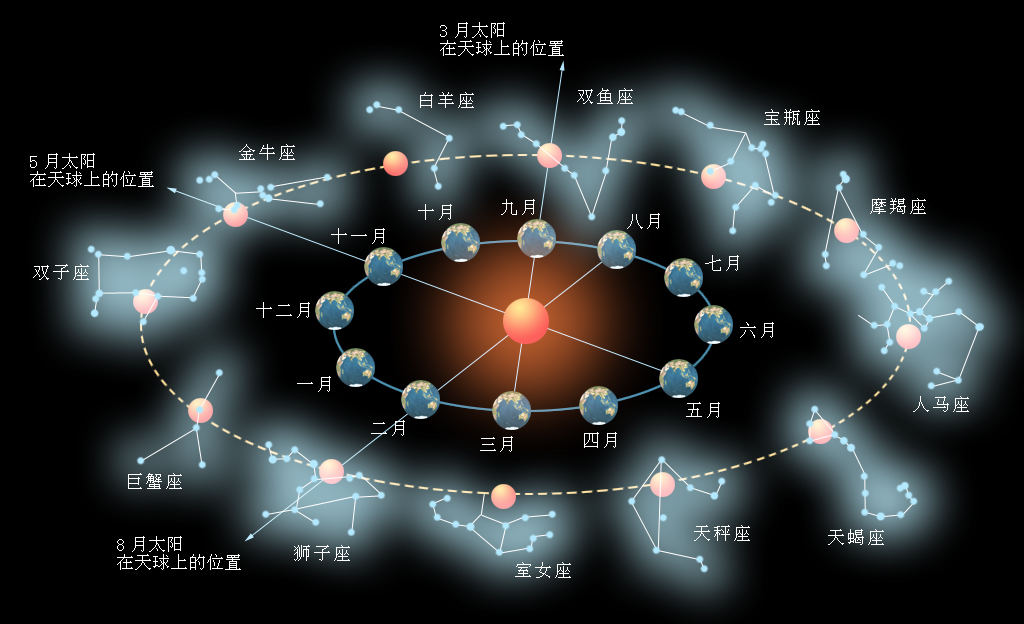 3月太阳
在天球上的位置
白羊座
双鱼座
宝瓶座
金牛座
5月太阳
在天球上的位置
摩羯座
十月
九月
八月
十一月
七月
双子座
十二月
六月
一月
五月
人马座
二月
三月
四月
巨蟹座
天秤座
天蝎座
8月太阳
在天球上的位置
狮子座
室女座